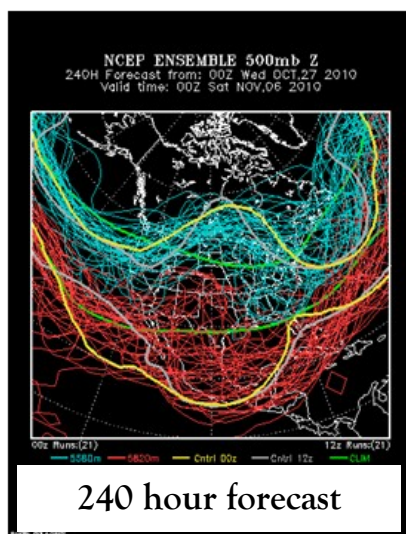 NCEP ENSEMBLE 500mb Z
240H Forecast from: 00Z Wed OCT,27 2010
Valid time: 00Z Sat NOV,06 2010
00z Runs:(21) 12z Runs:(21)
5580m 5820m Cntrl 00z Cntrl 12z CLIM
240 hour forecast